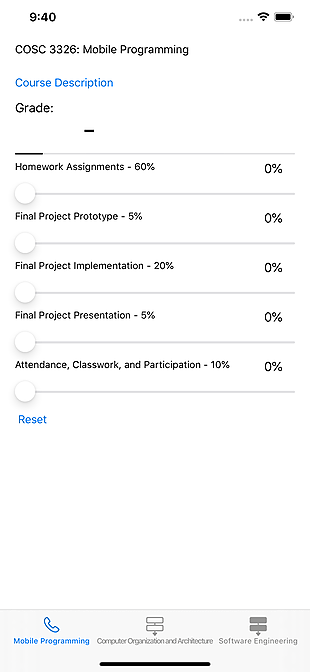 9:40
COSC 3326: Mobile Programming
Course Description
Grade:
–
Homework Assignments - 60% 0%
Final Project Prototype - 5% 0%
Final Project Implementation - 20% 0%
Final Project Presentation - 5% 0%
Attendance, Classwork, and Participation - 10% 0%
Reset
Mobile Programming Computer Organization and Architecture Software Engineering